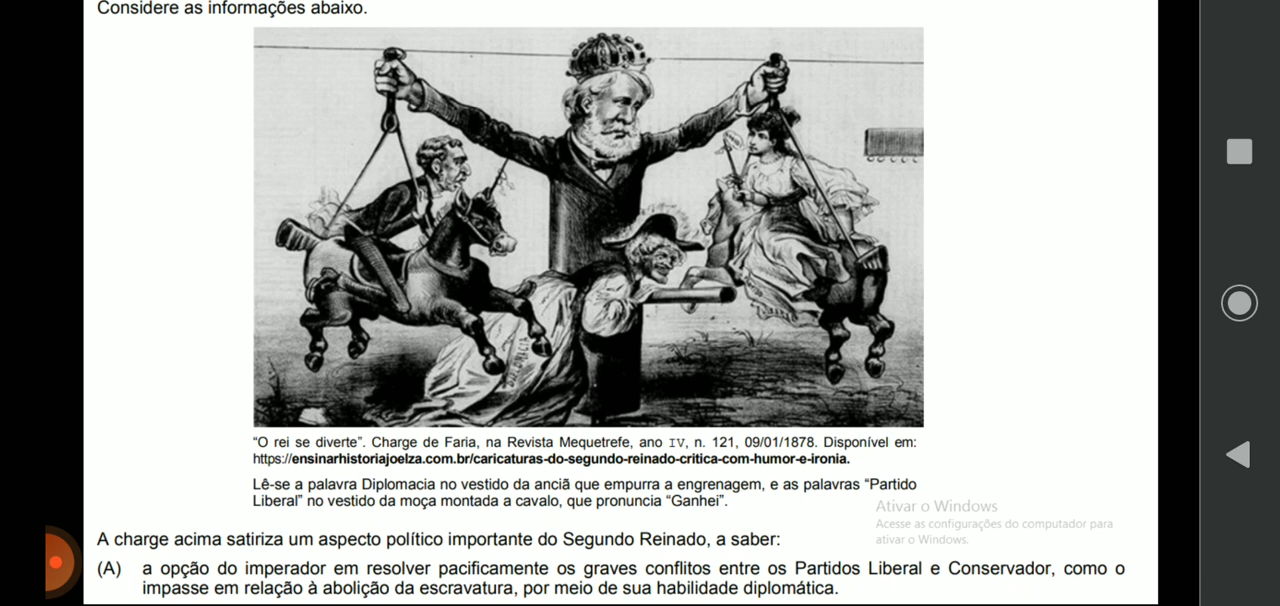 Considere as informações abaixo.
DIPLOMACIA
"O rei se diverte". Charge de Faria, na Revista Mequetrefe, ano IV, n. 121, 09/01/1878. Disponível em:
https://ensinarhistoriajoelza.com.br/caricaturas-do-segundo-reinado-critica-com-humor-e-ironia.
Lê-se a palavra Diplomacia no vestido da anciã que empurra a engrenagem, e as palavras "Partido
Liberal" no vestido da moça montada a cavalo, que pronuncia "Ganhei".
Ativar o Windows
Acesse as configurações do computador para
ativar o Windows.
A charge acima satiriza um aspecto político importante do Segundo Reinado, a saber:
(A) a opção do imperador em resolver pacificamente os graves conflitos entre os Partidos Liberal e Conservador, como o
impasse em relação à abolição da escravatura, por meio de sua habilidade diplomática.